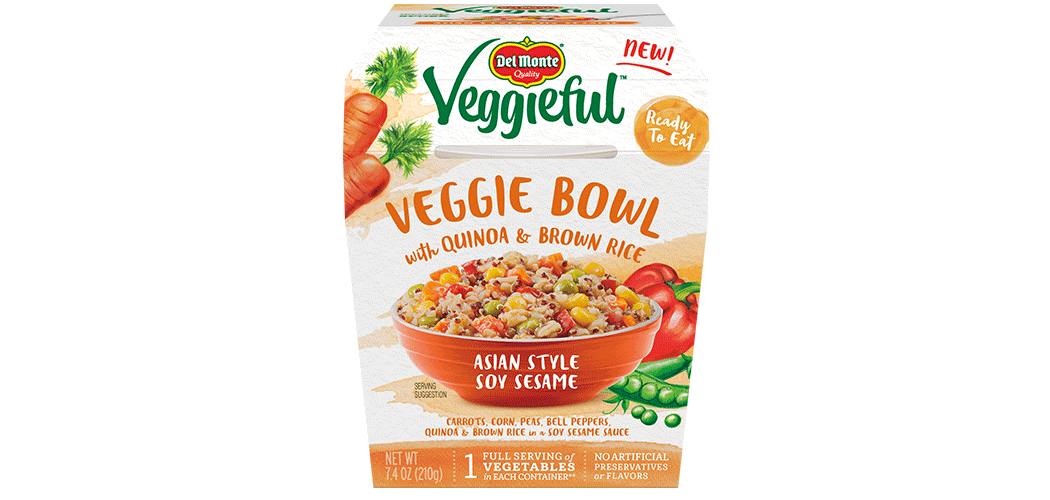 NEW!
Del Monte
Quality
Veggieful™
Ready
To Eat
VEGGIE BOWL
with QUINOA & BROWN RICE
ASIAN STYLE
SOY SESAME
SERVING
SUGGESTION
CARROTS, CORN, PEAS, BELL PEPPERS,
QUINOA & BROWN RICE in a SOY SESAME SAUCE
NET WT
7.4 OZ (210g)
1 FULL SERVING of
VEGETABLES
in EACH CONTAINER**
NO ARTIFICIAL
PRESERVATIVES
or FLAVORS